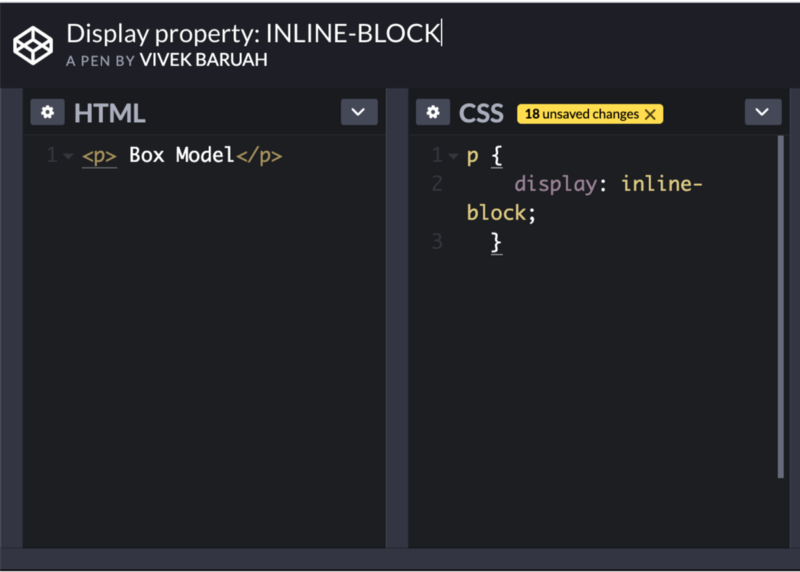 Display property: INLINE-BLOCK
A PEN BY VIVEK BARUAH
HTML
CSS 18 unsaved changes X
1 <p> Box Model</p>
1 p {
2 display: inline-
block;
3 }